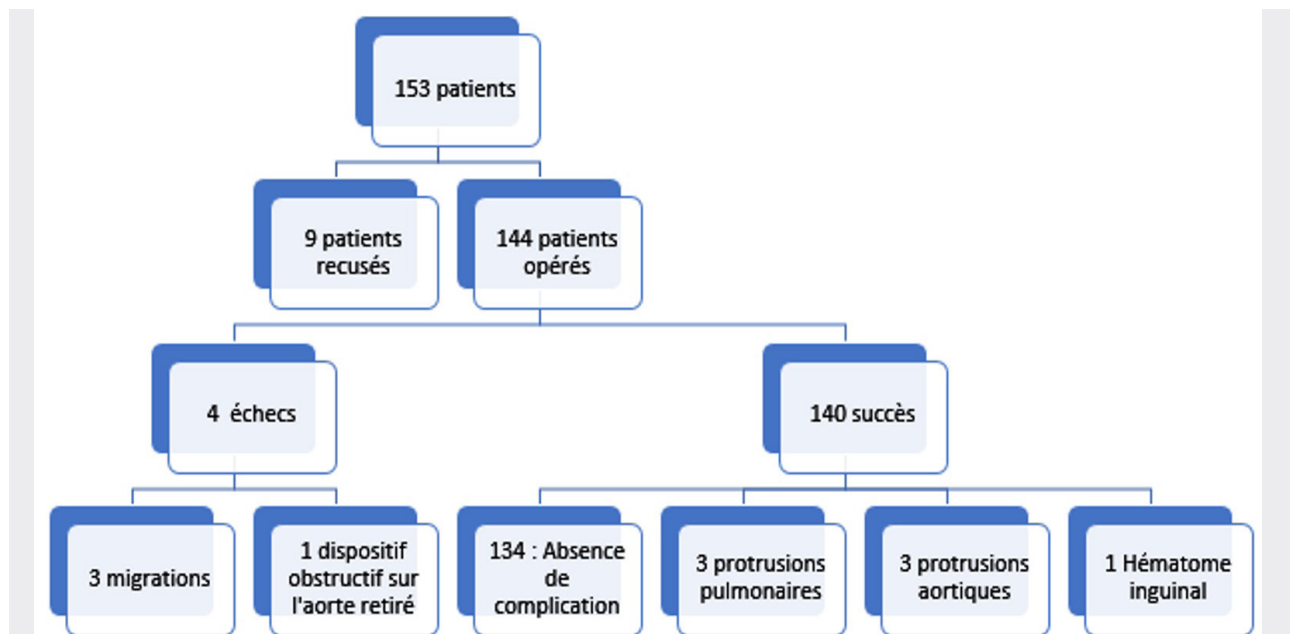 153 patients
9 patients
recusés
144 patients
opérés
4 échecs
140 succès
3 migrations
1 dispositif
obstructif sur
l'aorte retiré
134 : Absence
de
complication
3 protrusions
pulmonaires
3 protrusions
aortiques
1 Hématome
inguinal